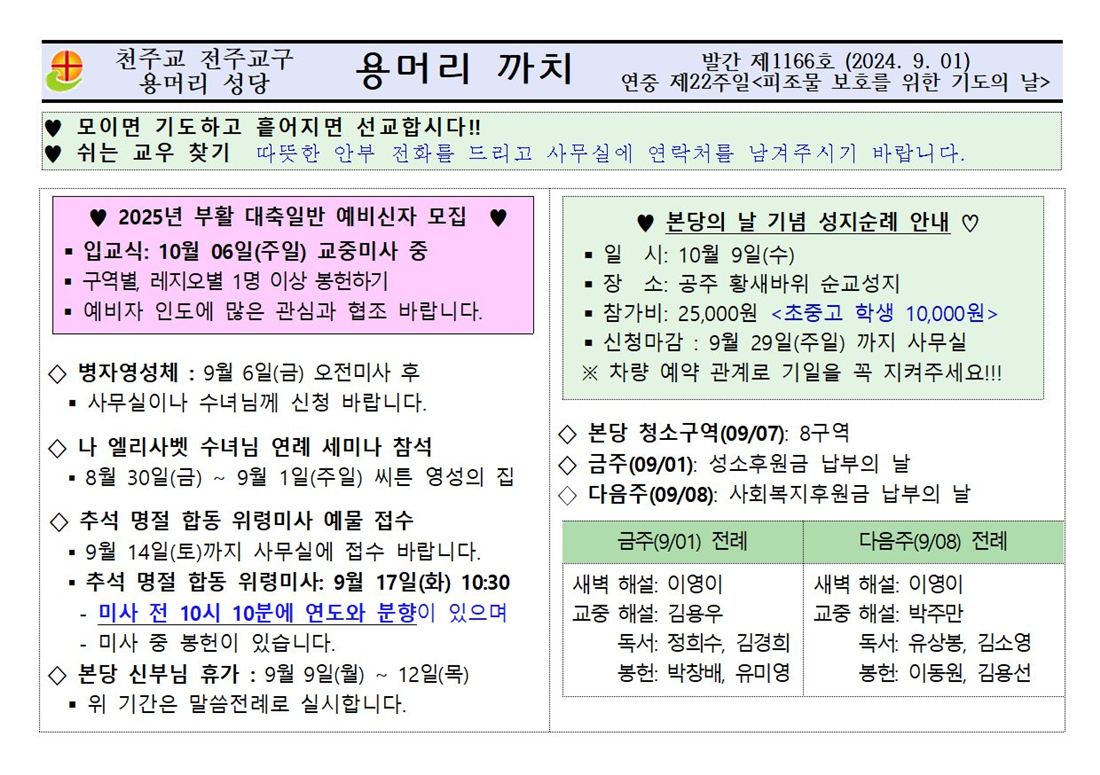 천주교 전주교구
용머리 성당
용머리 까치
발간 제1166호 (2024. 9. 01)
연중 제22주일<피조물 보호를 위한 기도의 날>
♥ 모이면 기도하고 흩어지면 선교합시다!!
♥ 쉬는 교우 찾기 따뜻한 안부 전화를 드리고 사무실에 연락처를 남겨주시기 바랍니다.
♥ 2025년 부활 대축일반 예비신자 모집 ♥
▪ 입교식: 10월 06일(주일) 교중미사 중
▪ 구역별, 레지오별 1명 이상 봉헌하기
▪ 예비자 인도에 많은 관심과 협조 바랍니다.
◇ 병자영성체 : 9월 6일(금) 오전미사 후
▪ 사무실이나 수녀님께 신청 바랍니다.
◇ 나 엘리사벳 수녀님 연례 세미나 참석
▪ 8월 30일(금) ~ 9월 1일(주일) 씨튼 영성의 집
◇ 추석 명절 합동 위령미사 예물 접수
▪ 9월 14일(토)까지 사무실에 접수 바랍니다.
▪ 추석 명절 합동 위령미사: 9월 17일(화) 10:30
- 미사 전 10시 10분에 연도와 분향이 있으며
- 미사 중 봉헌이 있습니다.
◇ 본당 신부님 휴가 : 9월 9일(월) ~ 12일(목)
▪ 위 기간은 말씀전례로 실시합니다.
♥ 본당의 날 기념 성지순례 안내 ♡
▪ 일 시: 10월 9일(수)
▪ 장 소: 공주 황새바위 순교성지
▪ 참가비: 25,000원 <초중고 학생 10,000원>
▪ 신청마감 : 9월 29일(주일) 까지 사무실
※ 차량 예약 관계로 기일을 꼭 지켜주세요!!!
◇ 본당 청소구역(09/07): 8구역
◇ 금주(09/01): 성소후원금 납부의 날
◇ 다음주(09/08): 사회복지후원금 납부의 날
금주(9/01) 전례
새벽 해설: 이영이
교중 해설: 김용우
독서: 정희수, 김경희
봉헌: 박창배, 유미영
다음주(9/08) 전례
새벽 해설: 이영이
교중 해설: 박주만
독서: 유상봉, 김소영
봉헌: 이동원, 김용선